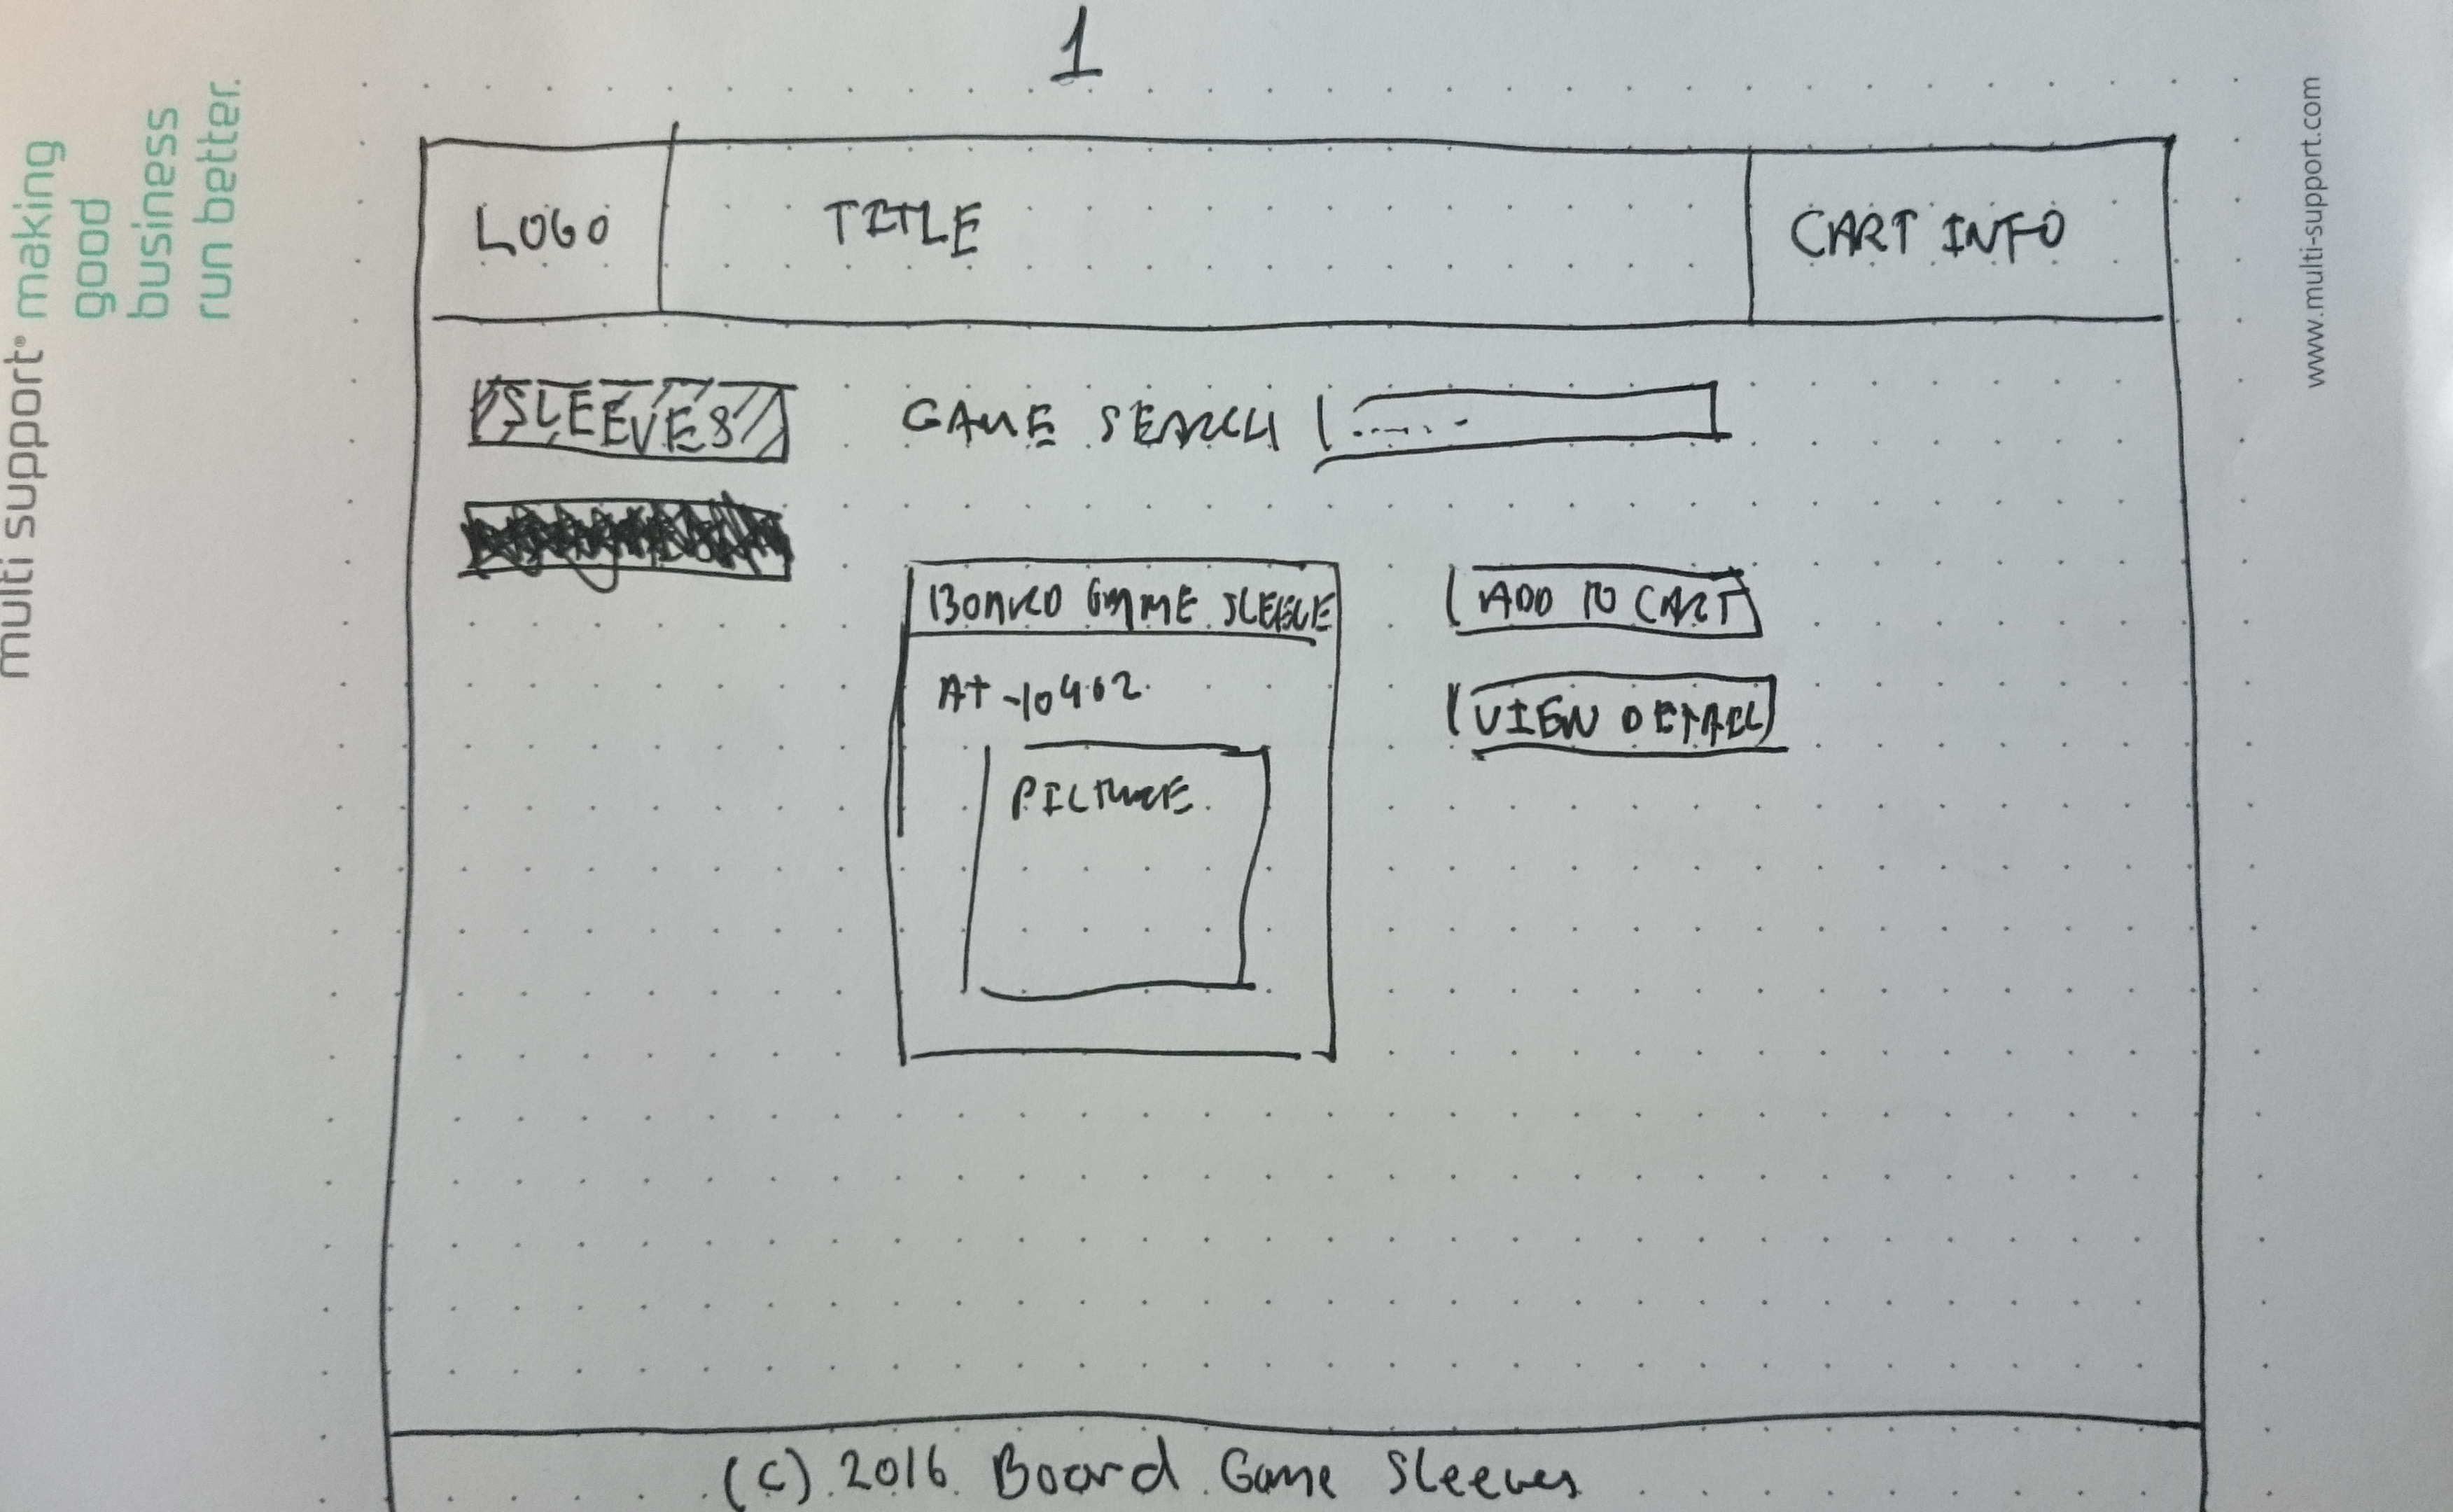 1
making
good
business
run better.
multi support®
www.multi-support.com
LOGO
TITLE
CART INFO
SLEEVES
GAME SEARCH
BOARD GAME SLEEVE
ADD TO CART
AT-10402
VIEW DETAIL
PICTURE
(C) 2016 Board Game Sleeves